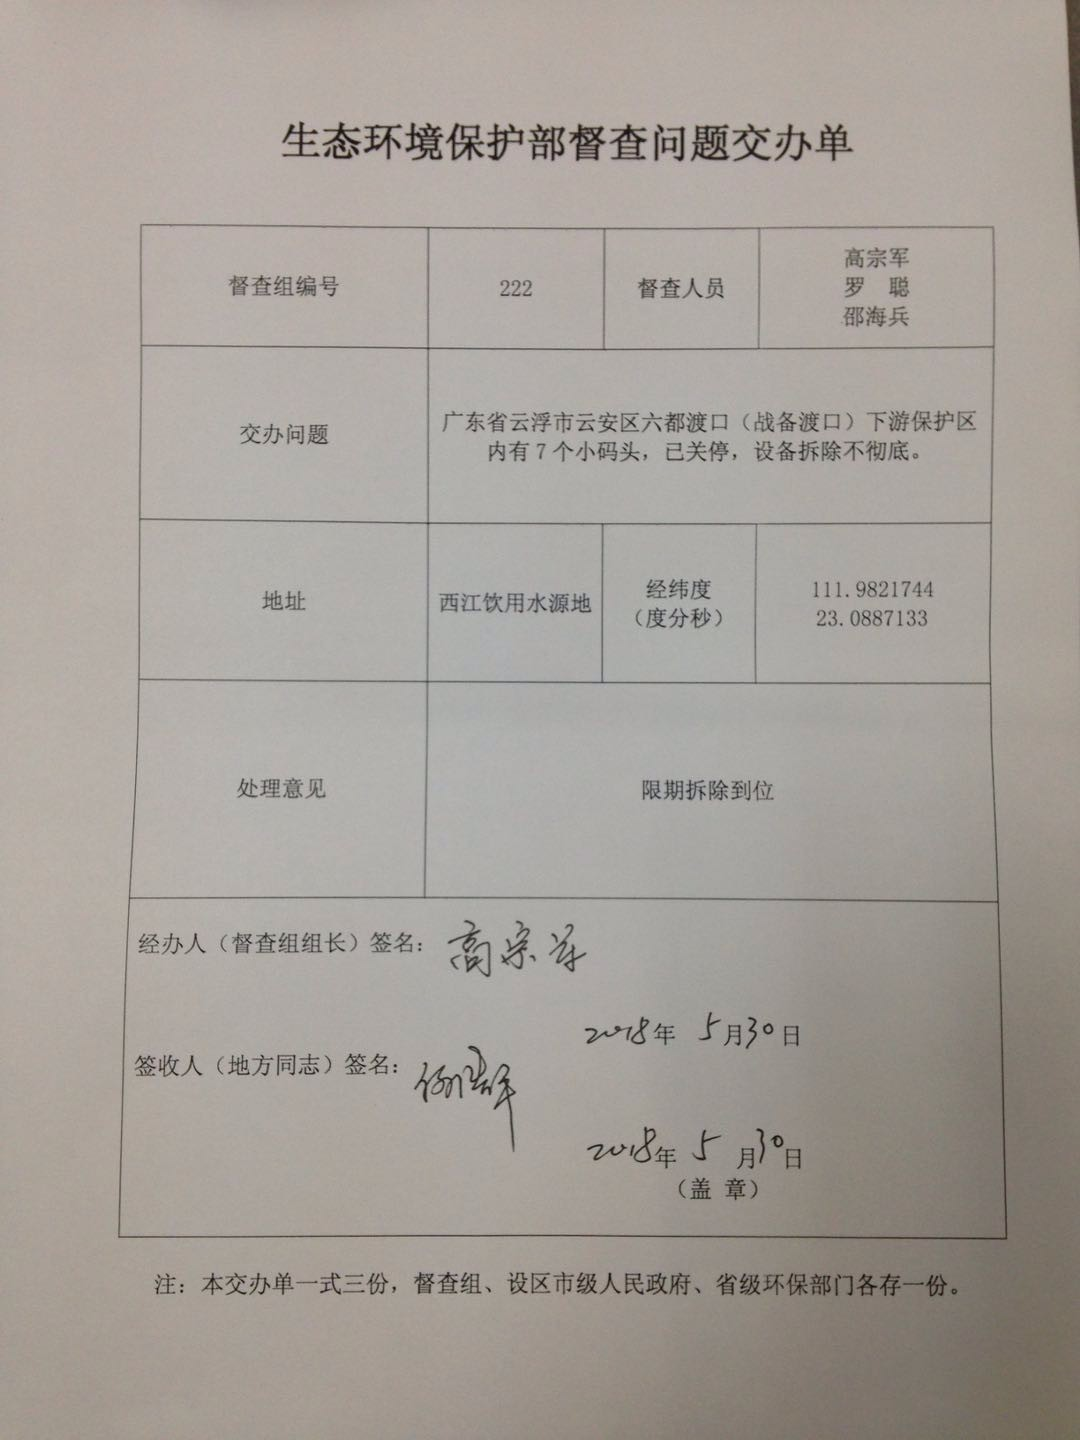 生态环境保护部督查问题交办单
督查组编号
222
督查人员
高宗军
罗　聪
邵海兵
交办问题
广东省云浮市云安区六都渡口（战备渡口）下游保护区
内有7个小码头，已关停，设备拆除不彻底。
地址
西江饮用水源地
经纬度
（度分秒）
111.9821744
23.0887133
处理意见
限期拆除到位
经办人（督查组组长）签名：高宗军
2018年 5月30日
签收人（地方同志）签名：
2018年 5 月30日
（盖 章）
注：本交办单一式三份，督查组、设区市级人民政府、省级环保部门各存一份。